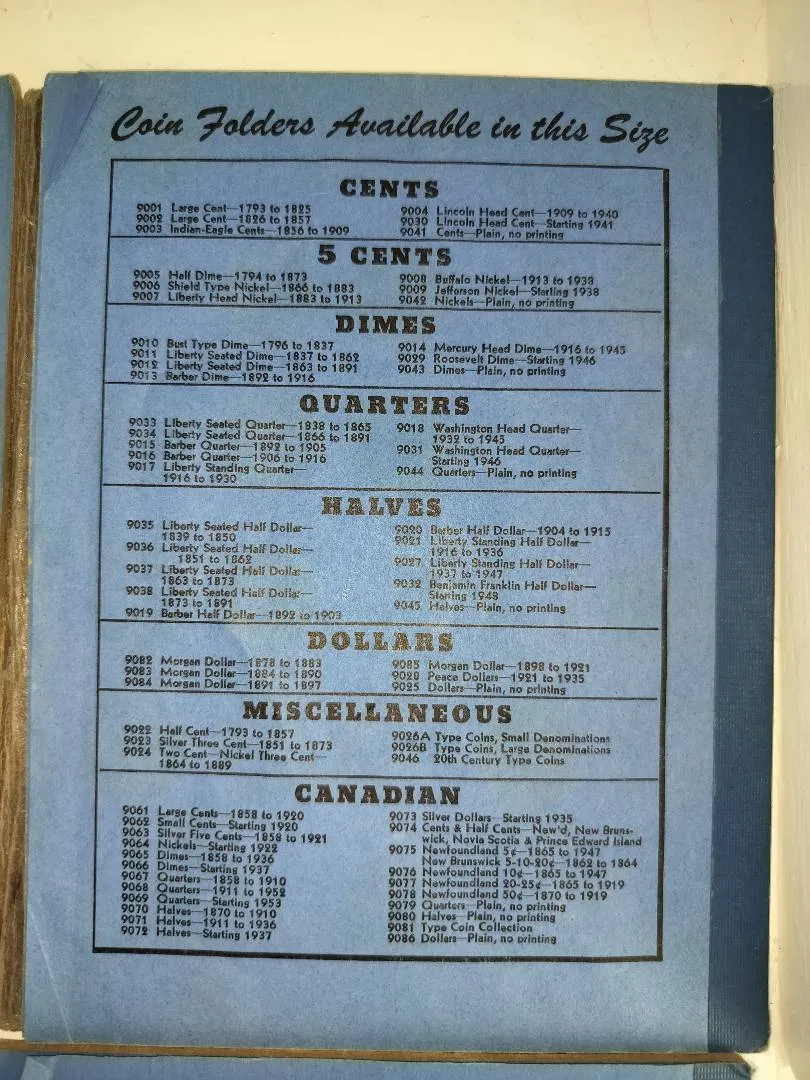 Coin Folders Available in this Size
CENTS
9001 Large Cent—1793 to 1825
9002 Large Cent—1826 to 1857
9003 Indian-Eagle Cents—1856 to 1909
9004 Lincoln Head Cent—1909 to 1940
9030 Lincoln Head Cent—Starting 1941
9041 Cents—Plain, no printing
5 CENTS
9005 Half Dime—1794 to 1873
9006 Shield Type Nickel—1866 to 1883
9007 Liberty Head Nickel—1883 to 1913
9008 Buffalo Nickel—1913 to 1938
9009 Jefferson Nickel—Starting 1938
9042 Nickels—Plain, no printing
DIMES
9010 Bust Type Dime—1796 to 1837
9011 Liberty Seated Dime—1837 to 1862
9012 Liberty Seated Dime—1863 to 1891
9013 Barber Dime—1892 to 1916
9014 Mercury Head Dime—1916 to 1945
9029 Roosevelt Dime—Starting 1946
9043 Dimes—Plain, no printing
QUARTERS
9033 Liberty Seated Quarter—1838 to 1865
9034 Liberty Seated Quarter—1866 to 1891
9015 Barber Quarter—1892 to 1905
9016 Barber Quarter—1906 to 1916
9017 Liberty Standing Quarter—
1916 to 1930
9018 Washington Head Quarter—
1932 to 1945
9031 Washington Head Quarter—
Starting 1946
9044 Quarters—Plain, no printing
HALVES
9035 Liberty Seated Half Dollar—
1839 to 1850
9036 Liberty Seated Half Dollar—
1851 to 1862
9037 Liberty Seated Half Dollar—
1863 to 1873
9038 Liberty Seated Half Dollar—
1873 to 1891
9019 Barber Half Dollar—1892 to 1903
9020 Barber Half Dollar—1904 to 1915
9021 Liberty Standing Half Dollar—
1916 to 1936
9027 Liberty Standing Half Dollar—
1937 to 1947
9032 Benjamin Franklin Half Dollar—
Starting 1948
9045 Halves—Plain, no printing
DOLLARS
9082 Morgan Dollar—1878 to 1883
9083 Morgan Dollar—1884 to 1890
9084 Morgan Dollar—1891 to 1897
9085 Morgan Dollar—1898 to 1921
9028 Peace Dollars—1921 to 1935
9025 Dollars—Plain, no printing
MISCELLANEOUS
9022 Half Cent—1793 to 1857
9023 Silver Three Cent—1851 to 1873
9024 Two Cent—Nickel Three Cent—
1864 to 1889
9026A Type Coins, Small Denominations
9026B Type Coins, Large Denominations
9046 20th Century Type Coins
CANADIAN
9061 Large Cents—1858 to 1920
9062 Small Cents—Starting 1920
9063 Silver Five Cents—1858 to 1921
9064 Nickels—Starting 1922
9065 Dimes—1858 to 1936
9066 Dimes—Starting 1937
9067 Quarters—1858 to 1910
9068 Quarters—1911 to 1952
9069 Quarters—Starting 1953
9070 Halves—1870 to 1910
9071 Halves—1911 to 1936
9072 Halves—Starting 1937
9073 Silver Dollars—Starting 1935
9074 Cents & Half Cents—New'd, New Bruns-
wick, Novia Scotia & Prince Edward Island
9075 Newfoundland 5¢—1865 to 1947
New Brunswick 5-10-20¢—1862 to 1864
9076 Newfoundland 10¢—1865 to 1947
9077 Newfoundland 20-25¢—1865 to 1919
9078 Newfoundland 50¢—1870 to 1919
9079 Quarters—Plain, no printing
9080 Halves—Plain, no printing
9081 Type Coin Collection
9086 Dollars—Plain, no printing